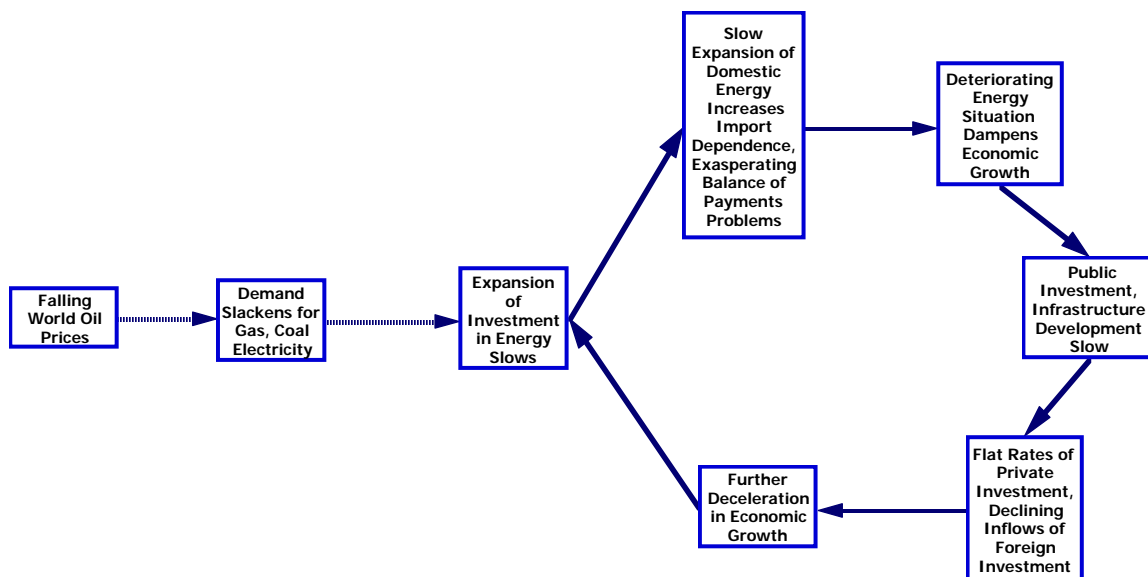 Falling
World Oil
Prices
Demand
Slackens for
Gas, Coal
Electricity
Expansion
of
Investment
in Energy
Slows
Slow
Expansion of
Domestic
Energy
Increases
Import
Dependence,
Exasperating
Balance of
Payments
Problems
Deteriorating
Energy
Situation
Dampens
Economic
Growth
Public
Investment,
Infrastructure
Development
Slow
Flat Rates of
Private
Investment,
Declining
Inflows of
Foreign
Investment
Further
Deceleration
in Economic
Growth